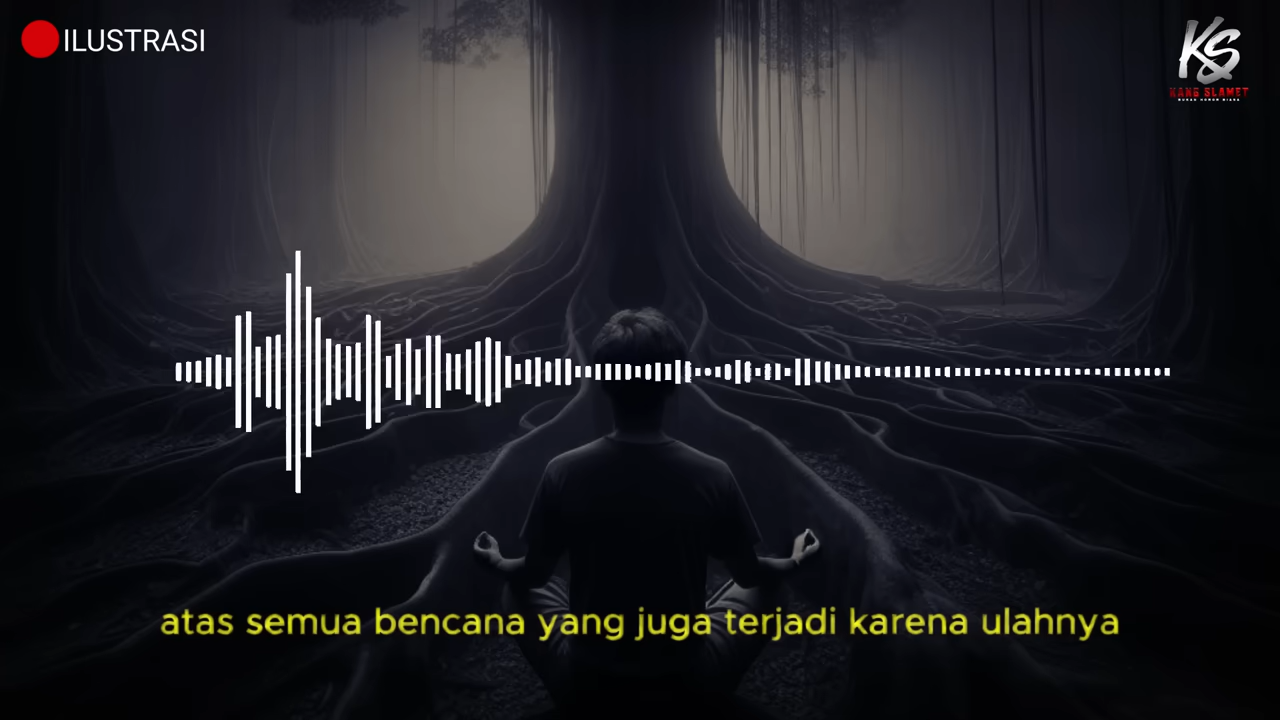 ILUSTRASI
KS
KANG SLAMET
atas semua bencana yang juga terjadi karena ulahnya